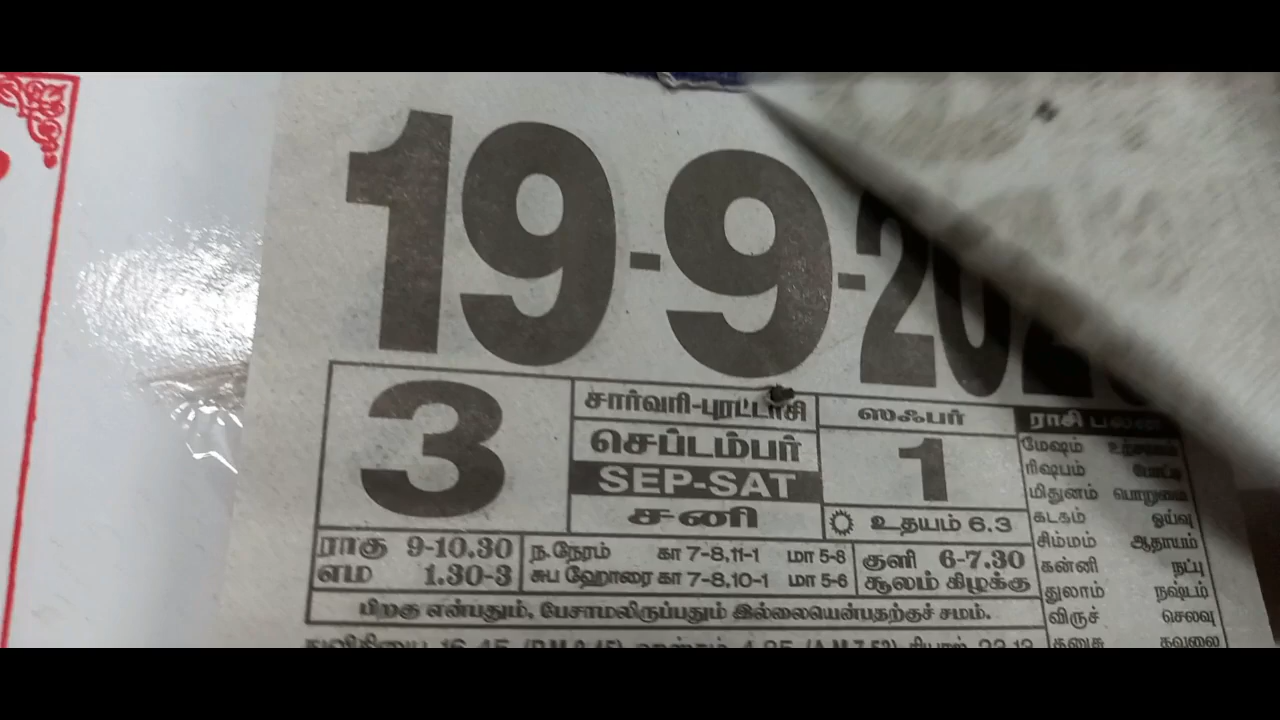 19-9-202
3
சார்வரி-புரட்டாசி
செப்டம்பர்
SEP-SAT
சனி
ஸஃபர்
1
உதயம் 6.3
ராகு 9-10.30
எம 1.30-3
ந.நேரம் கா 7-8,11-1 மா 5-8
சுப ஹோரை கா 7-8,10-1 மா 5-6
குளி 6-7.30
சூலம் கிழக்கு
பிறகு என்பதும், பேசாமலிருப்பதும் இல்லையென்பதற்குச் சமம்.
ராசி பலன்
மேஷம்
ரிஷபம் போட்டி
மிதுனம் பொறுமை
கடகம் ஓய்வு
சிம்மம் ஆதாயம்
கன்னி நட்பு
துலாம் நஷ்டம்
விருச் செலவு
தனுசு கவலை